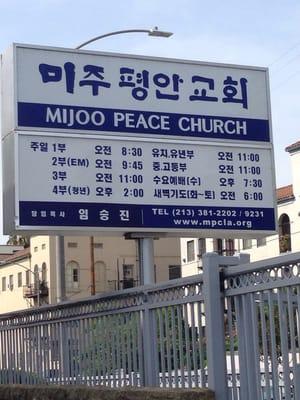 미주 평안 교회
MIJOO PEACE CHURCH
주일 1부 오전 8:30 유치,유년부 오전 11:00
2부(EM) 오전 9:45 중,고등부 오전 11:00
3부 오전 11:00 수요예배(수) 오후 7:30
4부(청년) 오후 2:00 새벽기도(화~토) 오전 6:00
담임목사 임승진 TEL (213) 381-2202 / 9231
www.mpcla.org